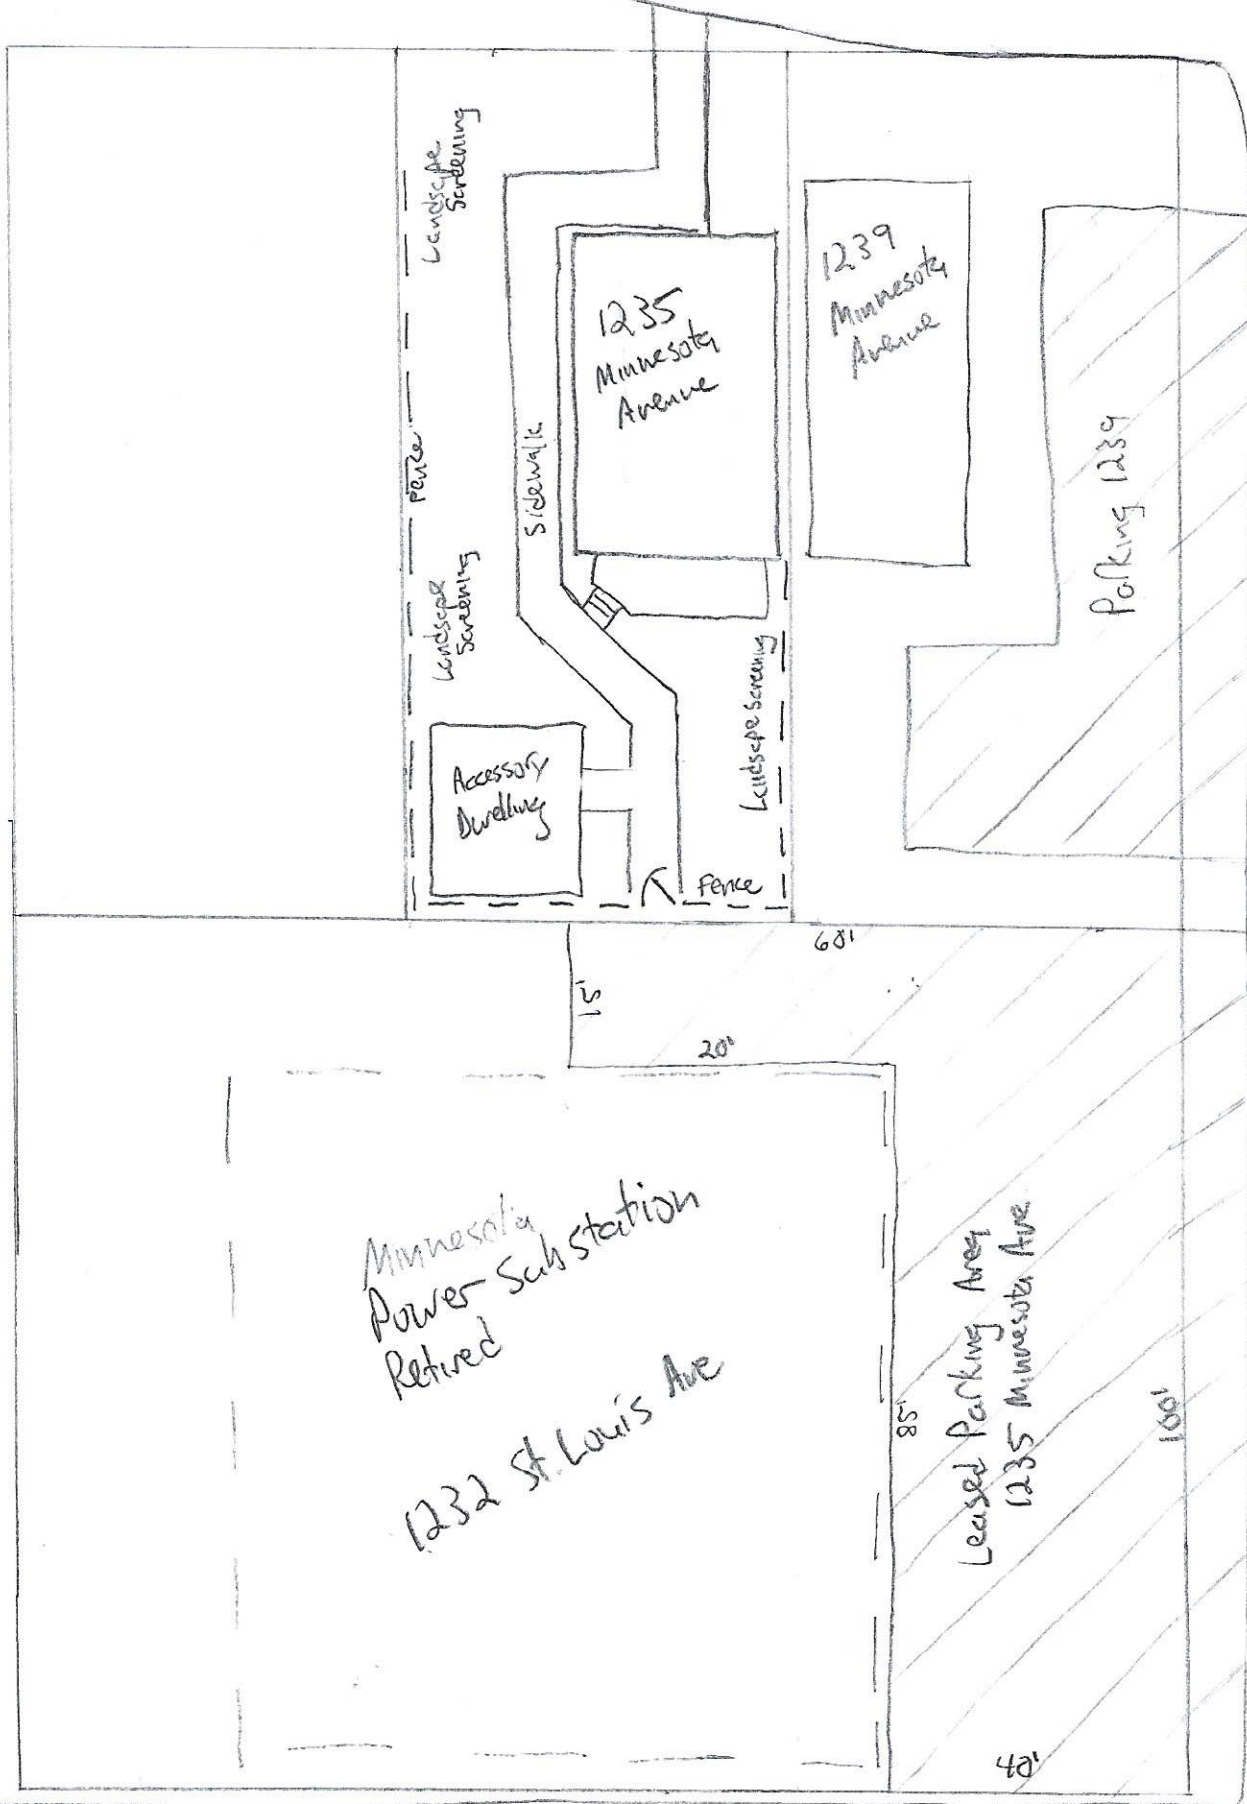 Landscape
Screening
Fence
Landscape
Screening
Sidewalk
1235
Minnesota
Avenue
1239
Minnesota
Avenue
Parking 1239
Accessory
Dwelling
Landscape screening
Fence
60'
15'
20'
Minnesota
Power Substation
Retired
1232 St. Louis Ave
85'
Leased Parking Area
1235 Minnesota Ave
100'
40'